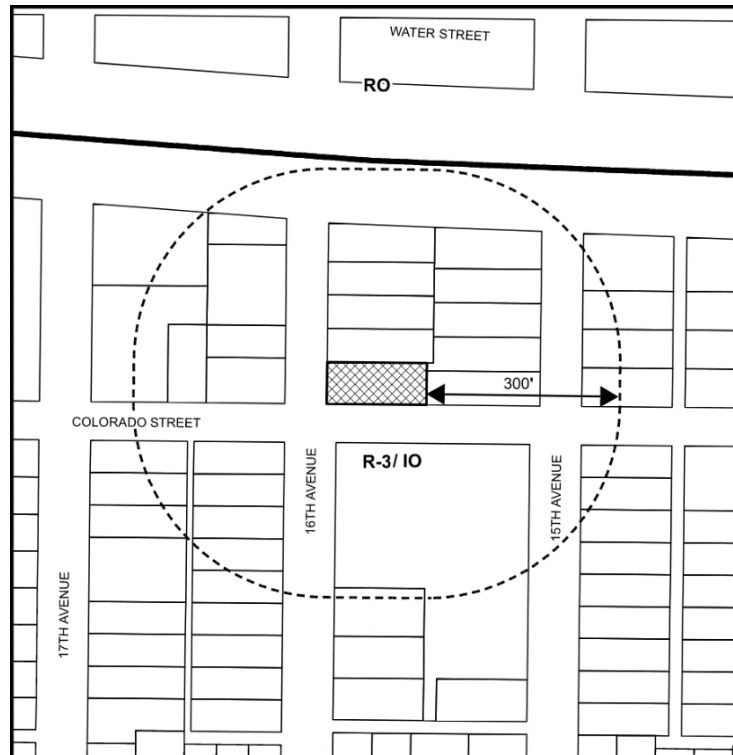 WATER STREET
RO
300'
COLORADO STREET
R-3/ IO
16TH AVENUE
15TH AVENUE
17TH AVENUE